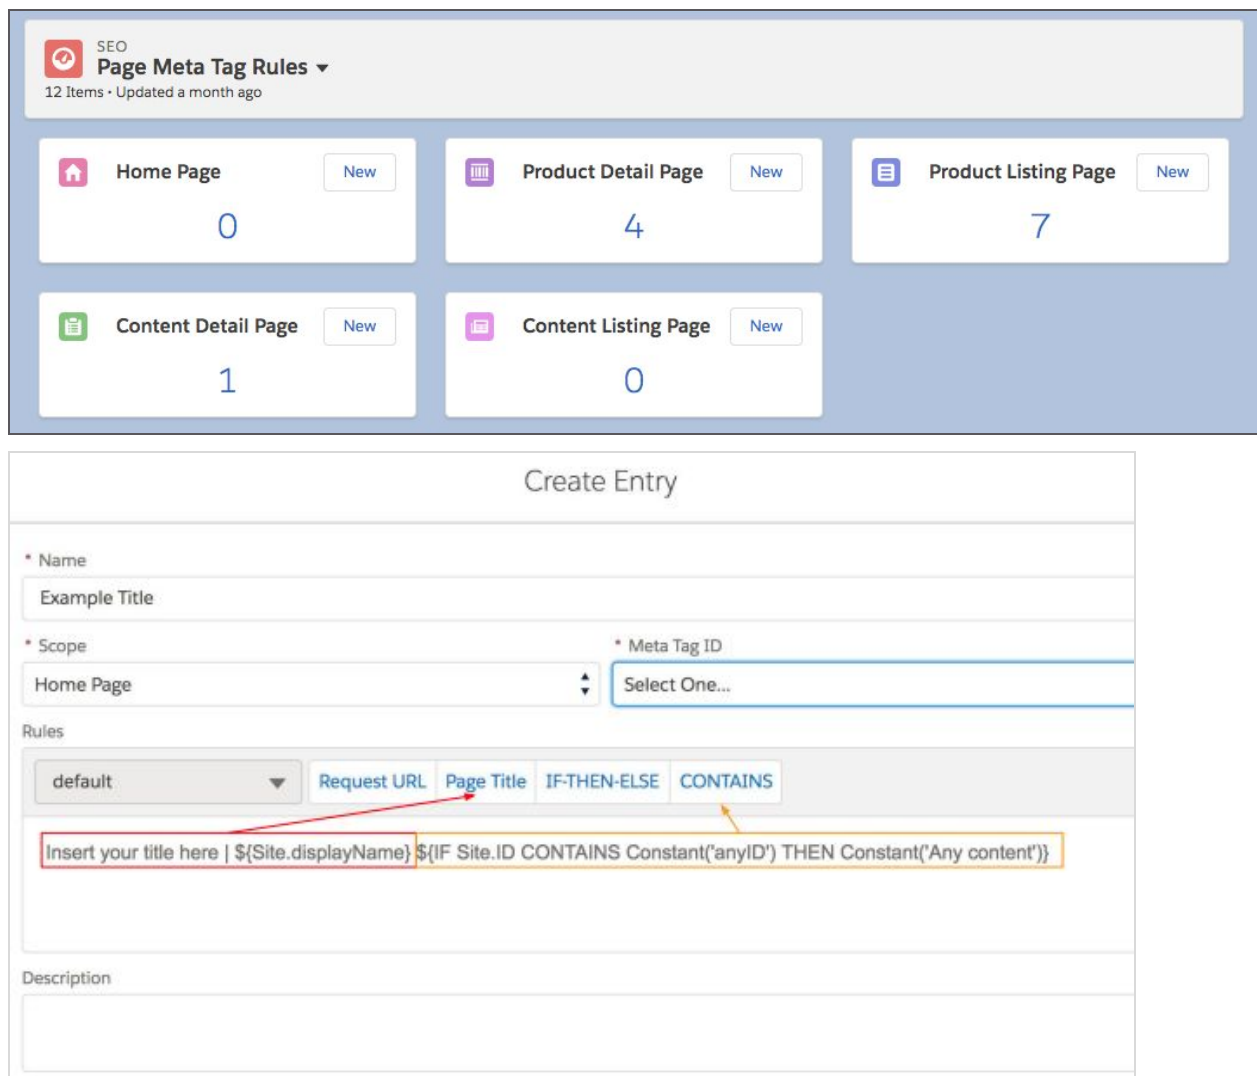 SEO
Page Meta Tag Rules
12 Items • Updated a month ago
Home Page New
0
Product Detail Page New
4
Product Listing Page New
7
Content Detail Page New
1
Content Listing Page New
0
Create Entry
* Name
Example Title
* Scope
Home Page
* Meta Tag ID
Select One...
Rules
default Request URL Page Title IF-THEN-ELSE CONTAINS
Insert your title here | ${Site.displayName} ${IF Site.ID CONTAINS Constant('anyID') THEN Constant('Any content')}
Description